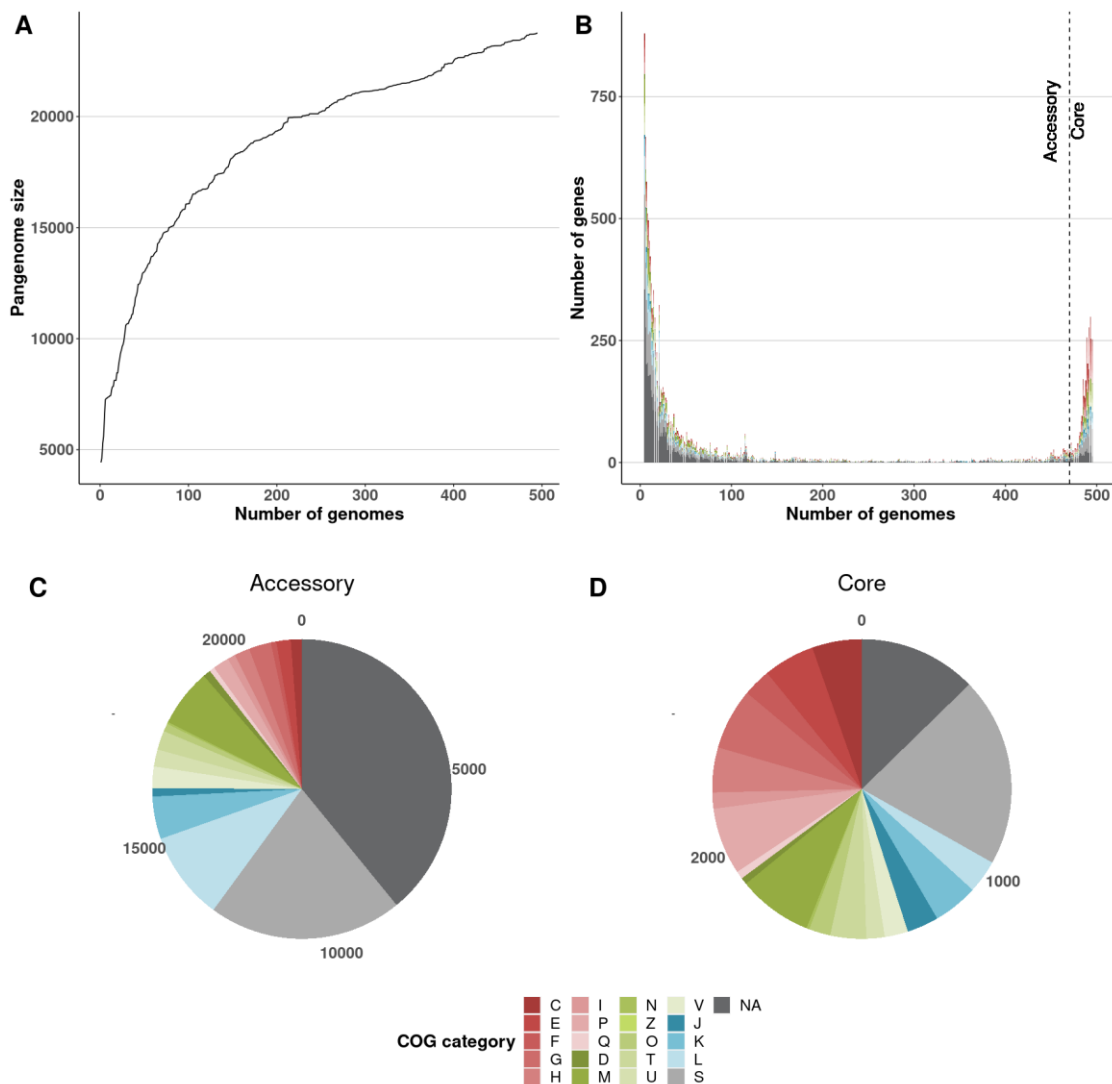 A
Pangenome size
20000
15000
10000
5000
0 100 200 300 400 500
Number of genomes
B
Number of genes
750
500
250
0
Accessory
Core
0 100 200 300 400 500
Number of genomes
C
Accessory
0
20000
5000
15000
10000
-
D
Core
0
2000
1000
-
COG category
C I N V NA
E P Z J
F Q O K
G D T L
H M U S